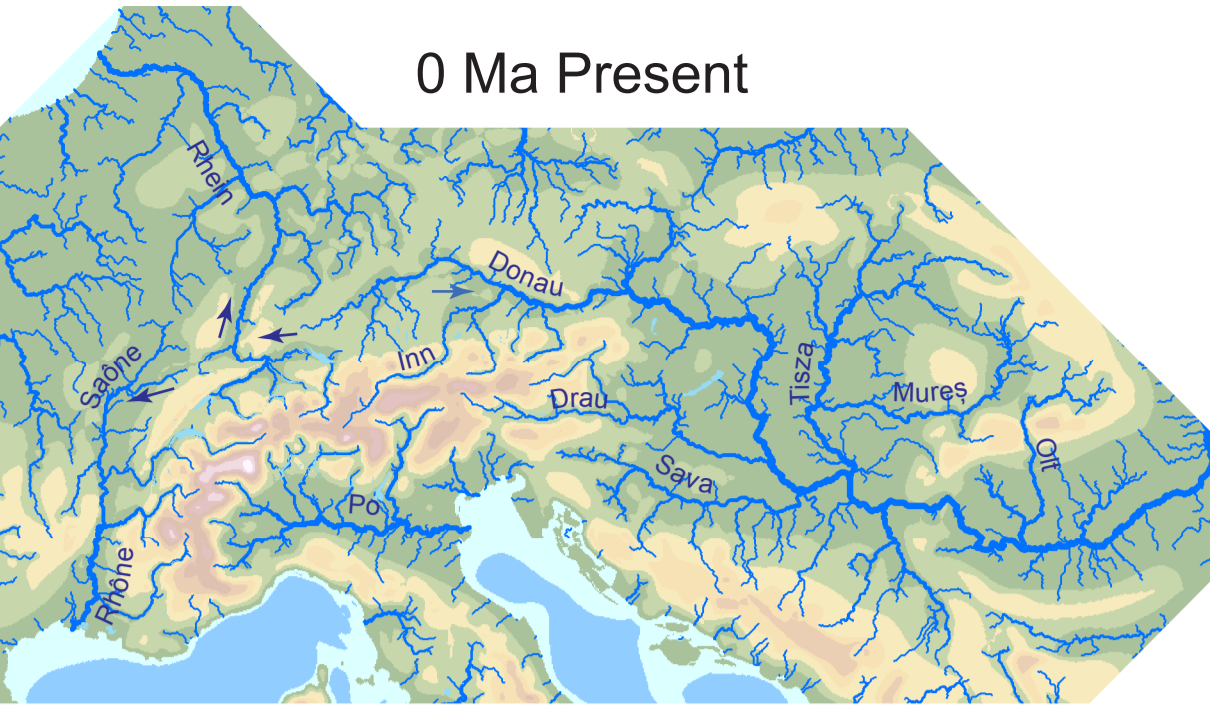 0 Ma Present
Rhein
Donau
Saône
Inn
Tisza
Drau
Mureș
Olt
Sava
Po
Rhône